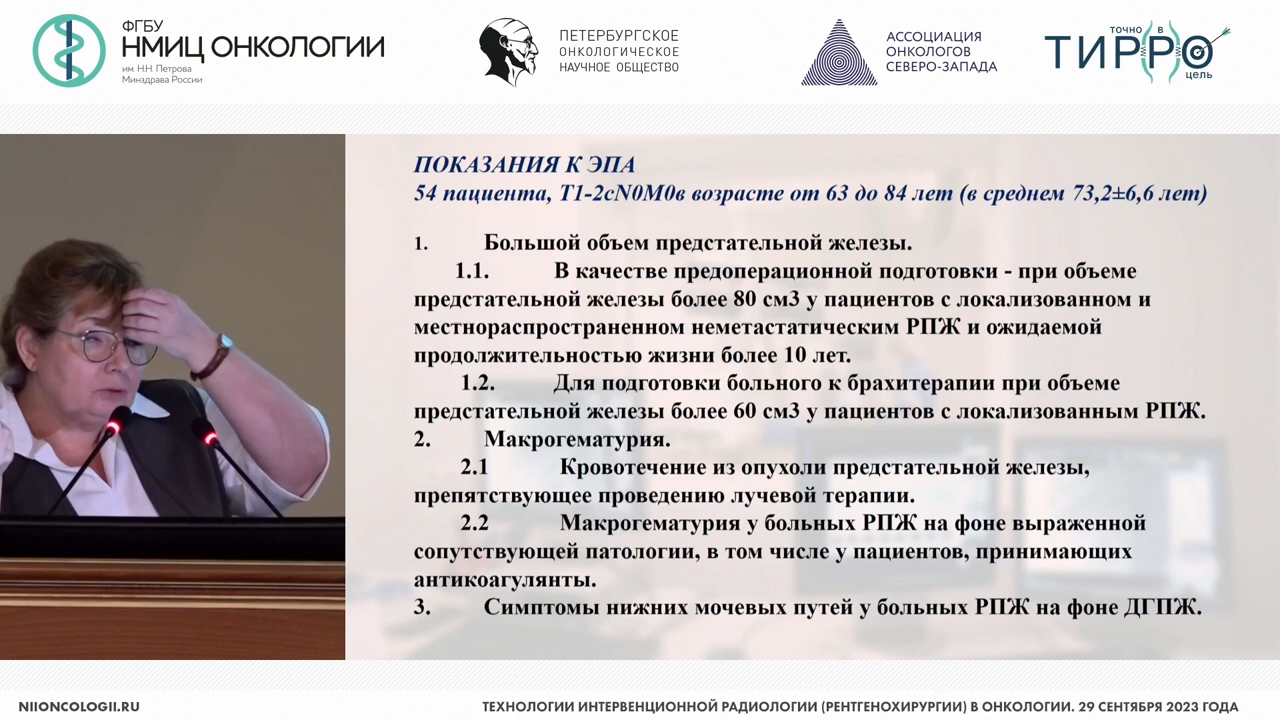 ФГБУ
НМИЦ ОНКОЛОГИИ
им. Н.Н. Петрова
Минздрава России
ПЕТЕРБУРГСКОЕ
ОНКОЛОГИЧЕСКОЕ
НАУЧНОЕ ОБЩЕСТВО
АССОЦИАЦИЯ
ОНКОЛОГОВ
СЕВЕРО-ЗАПАДА
точно в
ТИРРО
цель
ПОКАЗАНИЯ К ЭПА
54 пациента, T1-2cN0M0в возрасте от 63 до 84 лет (в среднем 73,2±6,6 лет)
1. Большой объем предстательной железы.
1.1. В качестве предоперационной подготовки - при объеме
предстательной железы более 80 см3 у пациентов с локализованном и
местнораспространенном неметастатическим РПЖ и ожидаемой
продолжительностью жизни более 10 лет.
1.2. Для подготовки больного к брахитерапии при объеме
предстательной железы более 60 см3 у пациентов с локализованным РПЖ.
2. Макрогематурия.
2.1 Кровотечение из опухоли предстательной железы,
препятствующее проведению лучевой терапии.
2.2 Макрогематурия у больных РПЖ на фоне выраженной
сопутствующей патологии, в том числе у пациентов, принимающих
антикоагулянты.
3. Симптомы нижних мочевых путей у больных РПЖ на фоне ДГПЖ.
NIIONCOLOGII.RU
ТЕХНОЛОГИИ ИНТЕРВЕНЦИОННОЙ РАДИОЛОГИИ (РЕНТГЕНОХИРУРГИИ) В ОНКОЛОГИИ. 29 СЕНТЯБРЯ 2023 ГОДА